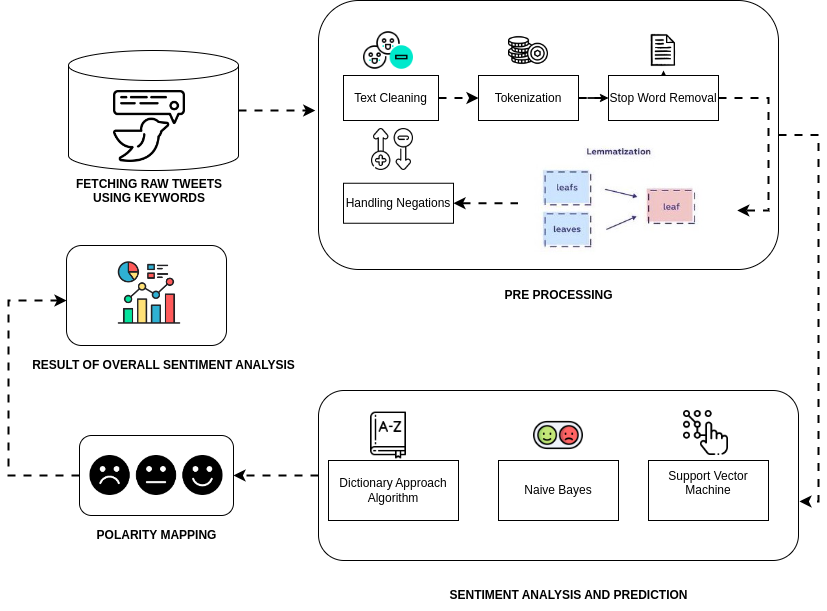 Text Cleaning
Tokenization
Stop Word Removal
FETCHING RAW TWEETS
USING KEYWORDS
Lemmatization
leafs
leaves
leaf
Handling Negations
PRE PROCESSING
RESULT OF OVERALL SENTIMENT ANALYSIS
A-Z
Dictionary Approach
Algorithm
Naive Bayes
Support Vector
Machine
POLARITY MAPPING
SENTIMENT ANALYSIS AND PREDICTION